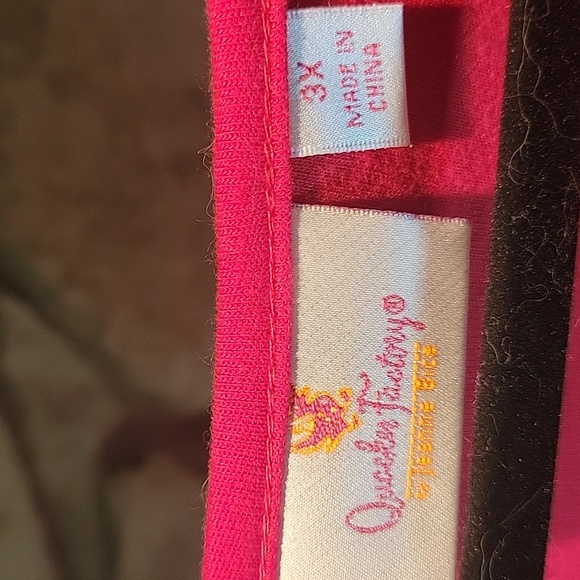 3X
MADE IN
CHINA
Quacker Factory®
by Jeanne Bice